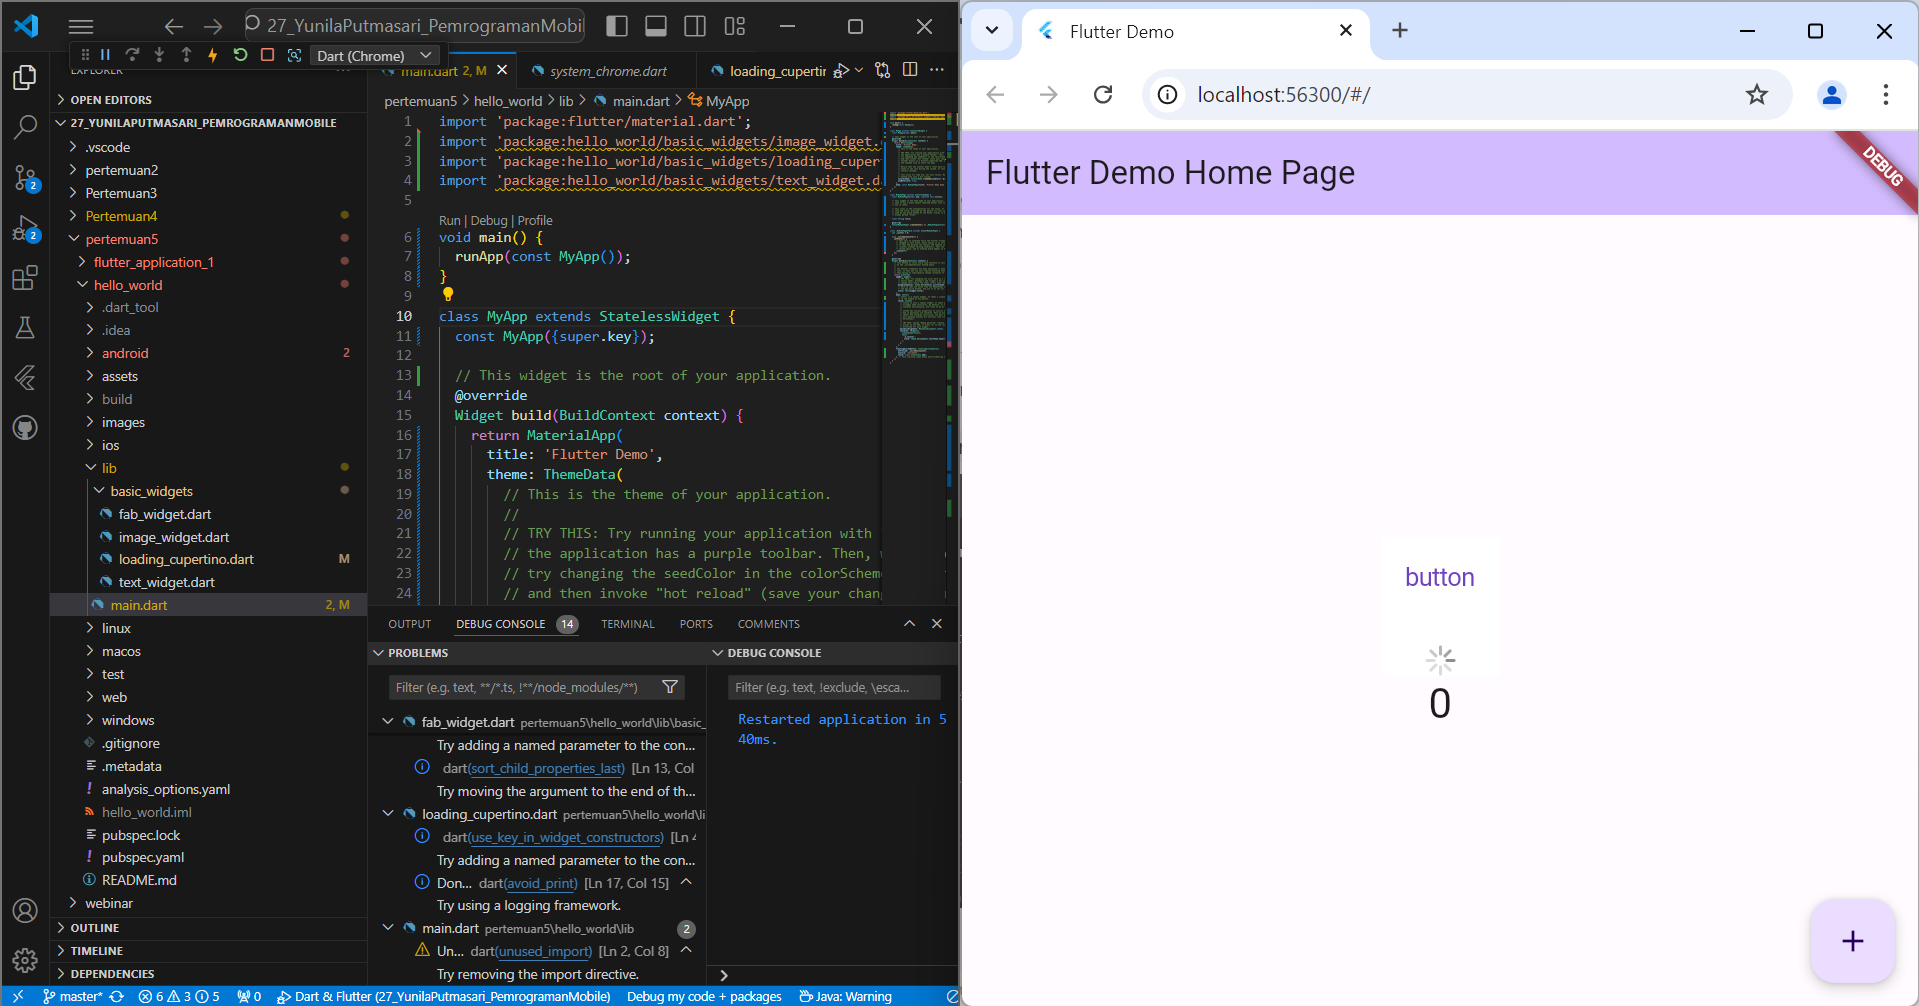 27_YunilaPutmasari_PemrogramanMobil
Dart (Chrome)
EXPLORER
OPEN EDITORS
27_YUNILAPUTMASARI_PEMROGRAMANMOBILE
.vscode
pertemuan2
Pertemuan3
Pertemuan4
pertemuan5
flutter_application_1
hello_world
.dart_tool
.idea
android 2
assets
build
images
ios
lib
basic_widgets
fab_widget.dart
image_widget.dart
loading_cupertino.dart M
text_widget.dart
main.dart 2, M
linux
macos
test
web
windows
.gitignore
.metadata
analysis_options.yaml
hello_world.iml
pubspec.lock
pubspec.yaml
README.md
webinar
OUTLINE
TIMELINE
DEPENDENCIES
2
2
main.dart 2, M
system_chrome.dart
loading_cupertin
pertemuan5 > hello_world > lib > main.dart > MyApp
1 import 'package:flutter/material.dart';
2 import 'package:hello_world/basic_widgets/image_widget.
3 import 'package:hello_world/basic_widgets/loading_cuper
4 import 'package:hello_world/basic_widgets/text_widget.da
5
Run | Debug | Profile
6 void main() {
7 runApp(const MyApp());
8 }
9
10 class MyApp extends StatelessWidget {
11 const MyApp({super.key});
12
13 // This widget is the root of your application.
14 @override
15 Widget build(BuildContext context) {
16 return MaterialApp(
17 title: 'Flutter Demo',
18 theme: ThemeData(
19 // This is the theme of your application.
20 //
21 // TRY THIS: Try running your application with
22 // the application has a purple toolbar. Then,
23 // try changing the seedColor in the colorSchem
24 // and then invoke "hot reload" (save your chan
OUTPUT
DEBUG CONSOLE 14
TERMINAL
PORTS
COMMENTS
PROBLEMS
Filter (e.g. text, **/*.ts, !**/node_modules/**)
fab_widget.dart pertemuan5\hello_world\lib\basic_
Try adding a named parameter to the con...
dart(sort_child_properties_last) [Ln 13, Col
Try moving the argument to the end of th...
loading_cupertino.dart pertemuan5\hello_world\li
dart(use_key_in_widget_constructors) [Ln 4
Try adding a named parameter to the con...
Don... dart(avoid_print) [Ln 17, Col 15]
Try using a logging framework.
main.dart pertemuan5\hello_world\lib 2
Un... dart(unused_import) [Ln 2, Col 8]
Try removing the import directive.
DEBUG CONSOLE
Filter (e.g. text, !exclude, \esca...
Restarted application in 5
40ms.
master* 6 3 5 0 Dart & Flutter (27_YunilaPutmasari_PemrogramanMobile) Debug my code + packages Java: Warning
Flutter Demo
localhost:56300/#/
Flutter Demo Home Page
DEBUG
button
0
+